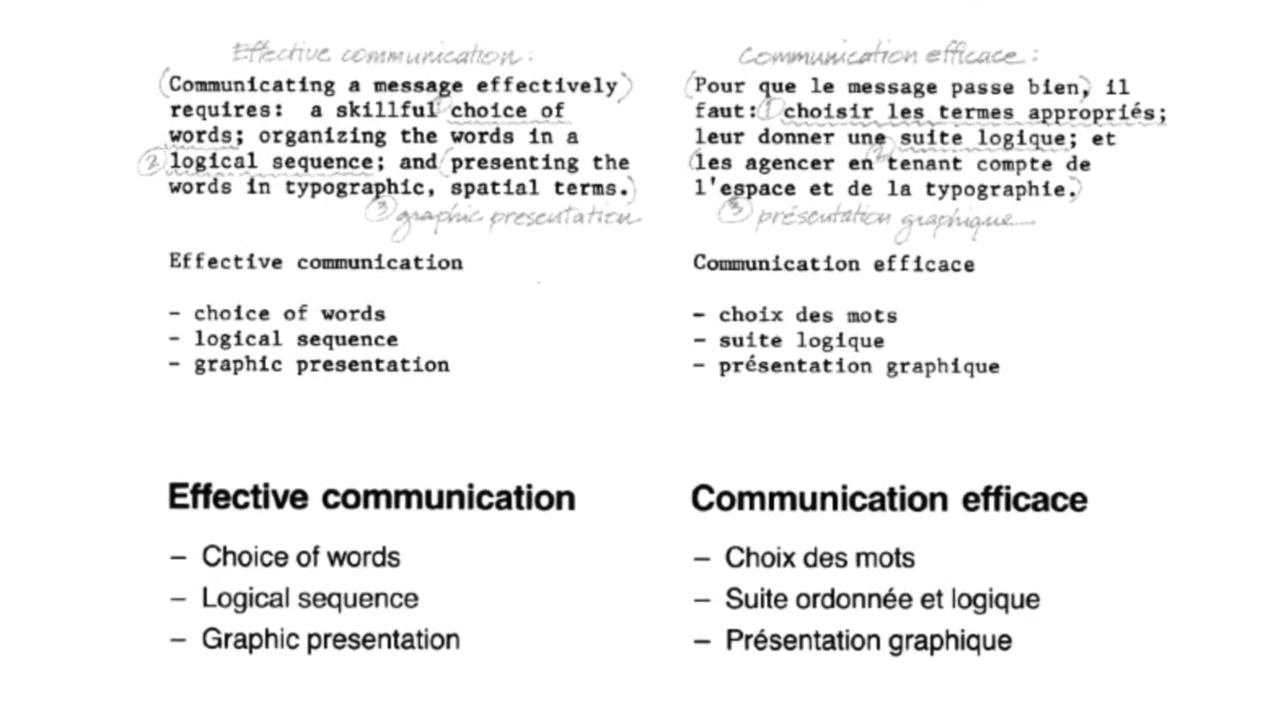 Effective communication:
(Communicating a message effectively)
requires: a skillful ① choice of
words; organizing the words in a
② logical sequence; and (presenting the
words in typographic, spatial terms.)
③ graphic presentation
Effective communication
- choice of words
- logical sequence
- graphic presentation
Effective communication
– Choice of words
– Logical sequence
– Graphic presentation
Communication efficace:
(Pour que le message passe bien), il
faut: ① choisir les termes appropriés;
leur donner une ② suite logique; et
(les agencer en tenant compte de
l'espace et de la typographie.)
③ présentation graphique
Communication efficace
- choix des mots
- suite logique
- présentation graphique
Communication efficace
– Choix des mots
– Suite ordonnée et logique
– Présentation graphique